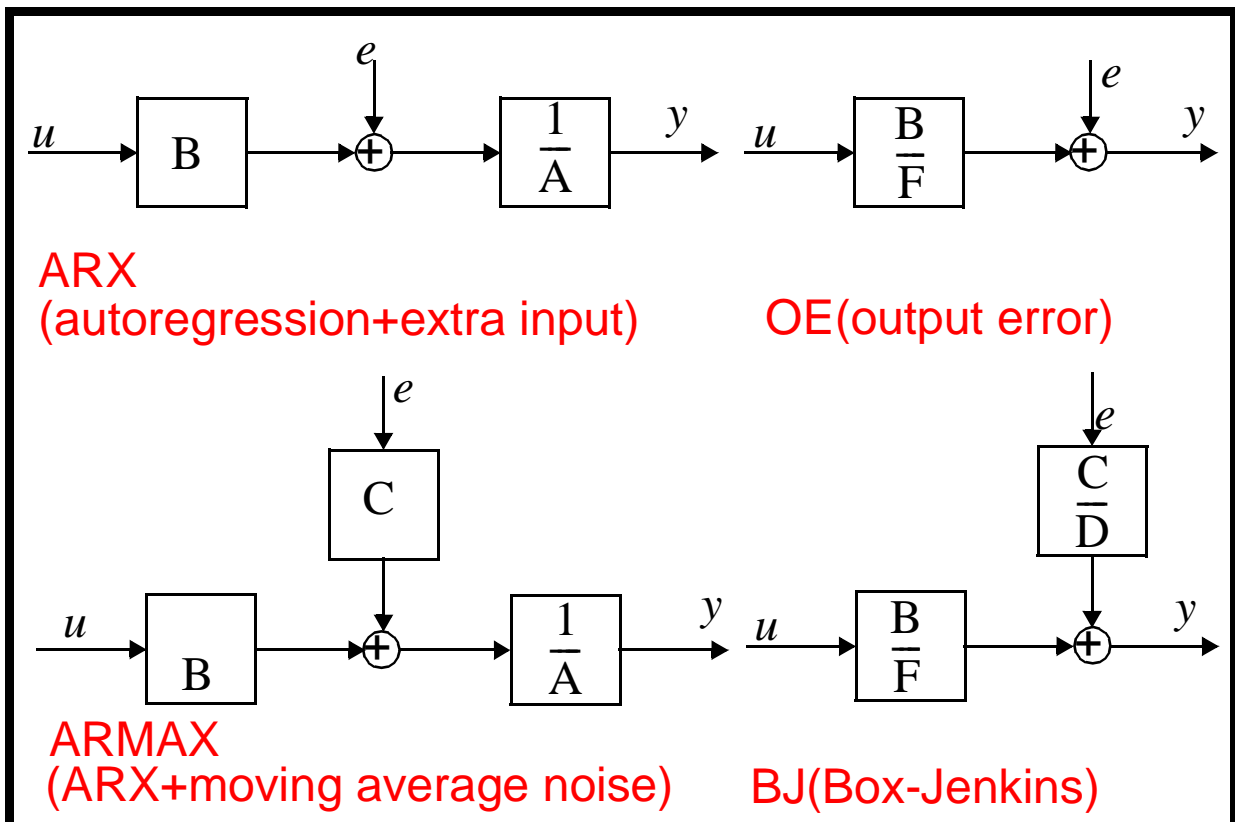 e
u
B
+
1
A
y
ARX
(autoregression+extra input)
e
u
B
F
+
y
OE(output error)
e
C
u
B
+
1
A
y
ARMAX
(ARX+moving average noise)
e
C
D
u
B
F
+
y
BJ(Box-Jenkins)